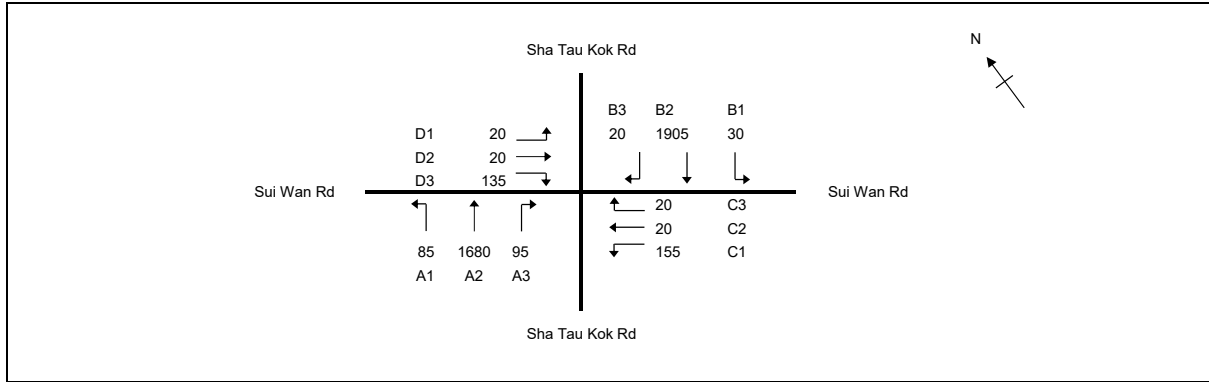 N
Sha Tau Kok Rd
B3 B2 B1
D1 20 20 1905 30
D2 20
D3 135
Sui Wan Rd Sui Wan Rd
20 C3
20 C2
85 1680 95 155 C1
A1 A2 A3
Sha Tau Kok Rd